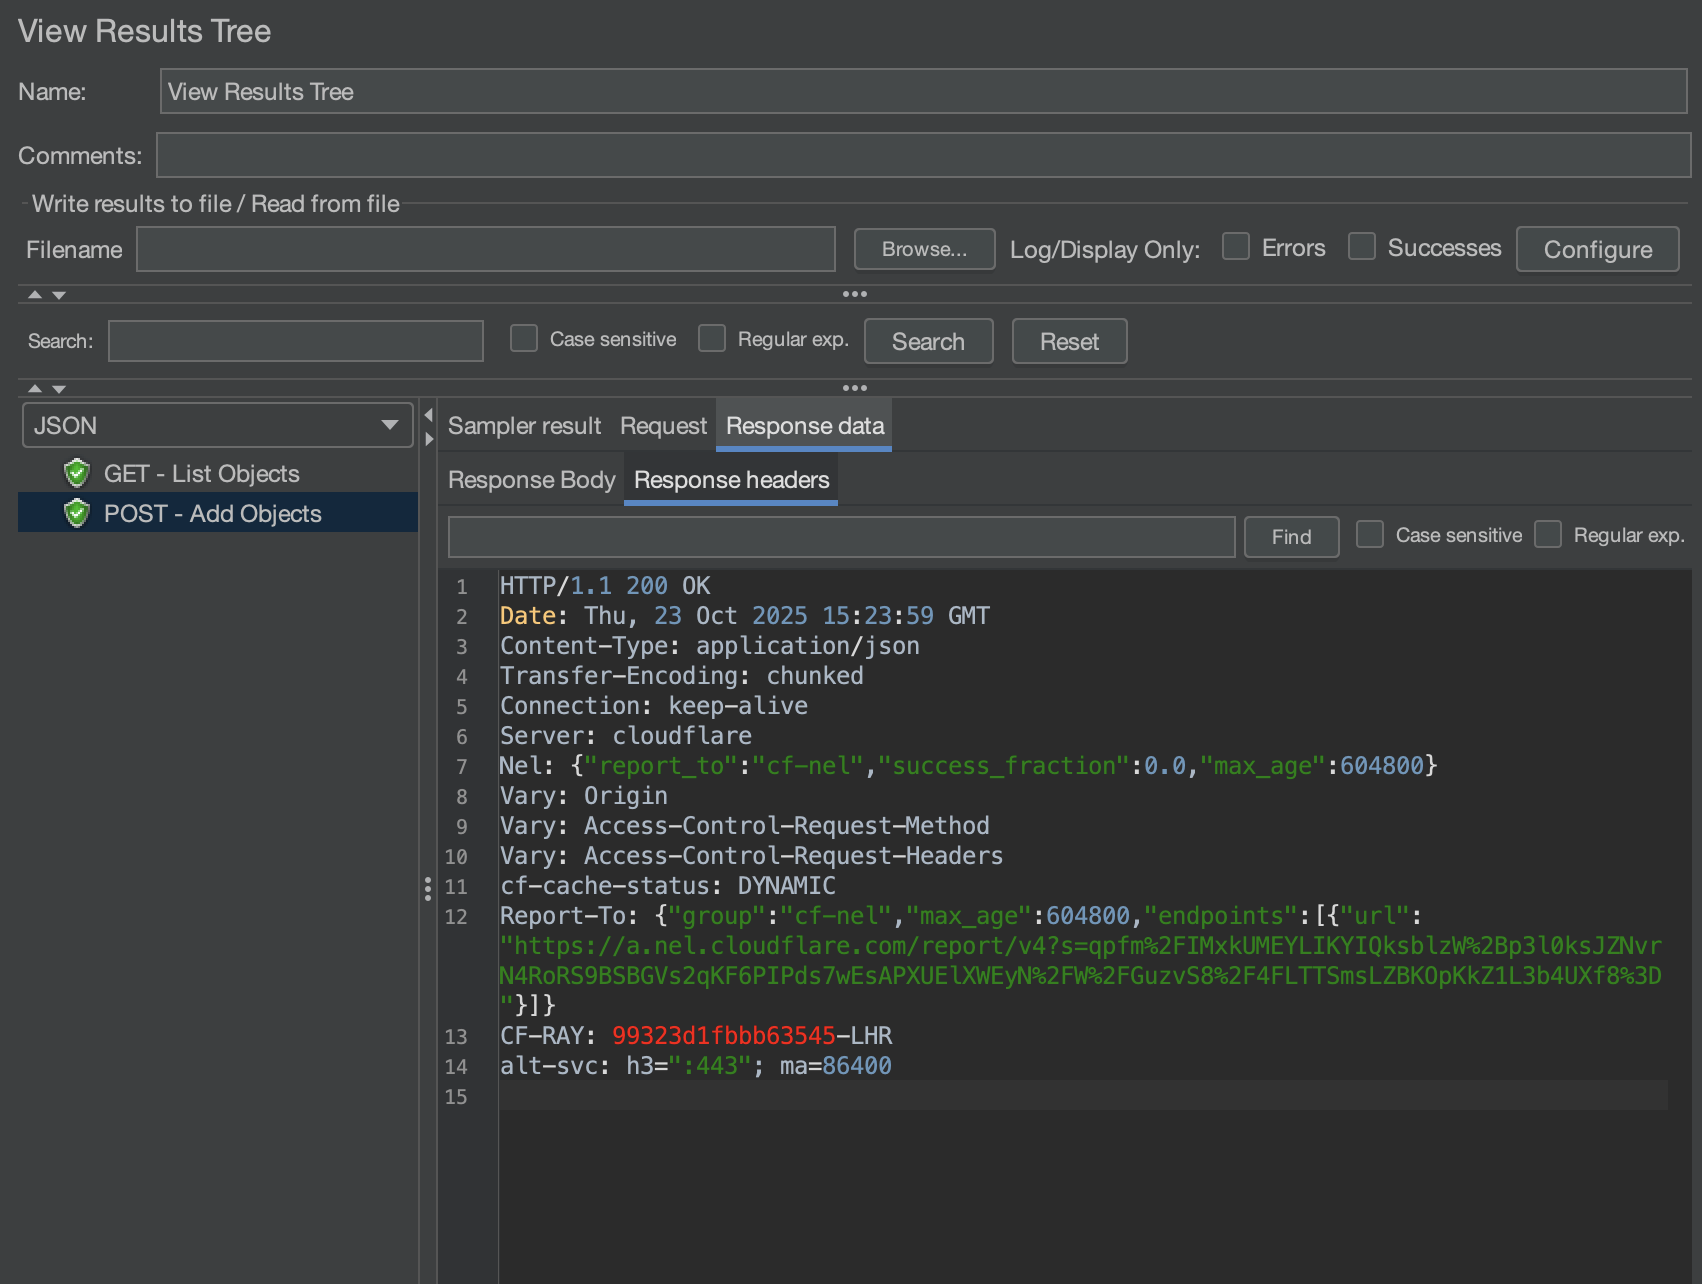 View Results Tree
Name: View Results Tree
Comments:
Write results to file / Read from file
Filename Browse... Log/Display Only: Errors Successes Configure
Search: Case sensitive Regular exp. Search Reset
JSON
GET - List Objects
POST - Add Objects
Sampler result Request Response data
Response Body Response headers
Find Case sensitive Regular exp.
1 HTTP/1.1 200 OK
2 Date: Thu, 23 Oct 2025 15:23:59 GMT
3 Content-Type: application/json
4 Transfer-Encoding: chunked
5 Connection: keep-alive
6 Server: cloudflare
7 Nel: {"report_to":"cf-nel","success_fraction":0.0,"max_age":604800}
8 Vary: Origin
9 Vary: Access-Control-Request-Method
10 Vary: Access-Control-Request-Headers
11 cf-cache-status: DYNAMIC
12 Report-To: {"group":"cf-nel","max_age":604800,"endpoints":[{"url":
"https://a.nel.cloudflare.com/report/v4?s=qpfm%2FIMxkUMEYLIKYIQksblzW%2Bp3l0ksJZNvr
N4RoRS9BSBGVs2qKF6PIPds7wEsAPXUElXWEyN%2FW%2FGuzvS8%2F4FLTTSmsLZBKOpKkZ1L3b4UXf8%3D
"}]}
13 CF-RAY: 99323d1fbbb63545-LHR
14 alt-svc: h3=":443"; ma=86400
15